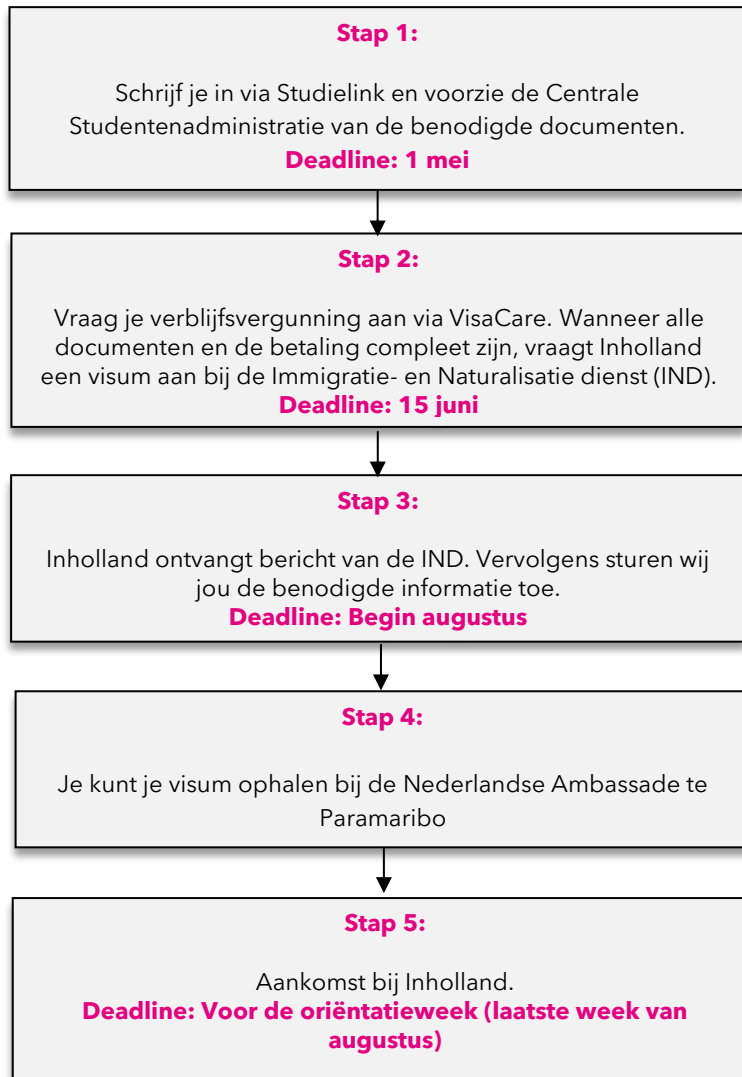 Stap 1:
Schrijf je in via Studielink en voorzie de Centrale
Studentenadministratie van de benodigde documenten.
Deadline: 1 mei
Stap 2:
Vraag je verblijfsvergunning aan via VisaCare. Wanneer alle
documenten en de betaling compleet zijn, vraagt Inholland
een visum aan bij de Immigratie- en Naturalisatie dienst (IND).
Deadline: 15 juni
Stap 3:
Inholland ontvangt bericht van de IND. Vervolgens sturen wij
jou de benodigde informatie toe.
Deadline: Begin augustus
Stap 4:
Je kunt je visum ophalen bij de Nederlandse Ambassade te
Paramaribo
Stap 5:
Aankomst bij Inholland.
Deadline: Voor de oriëntatieweek (laatste week van
augustus)